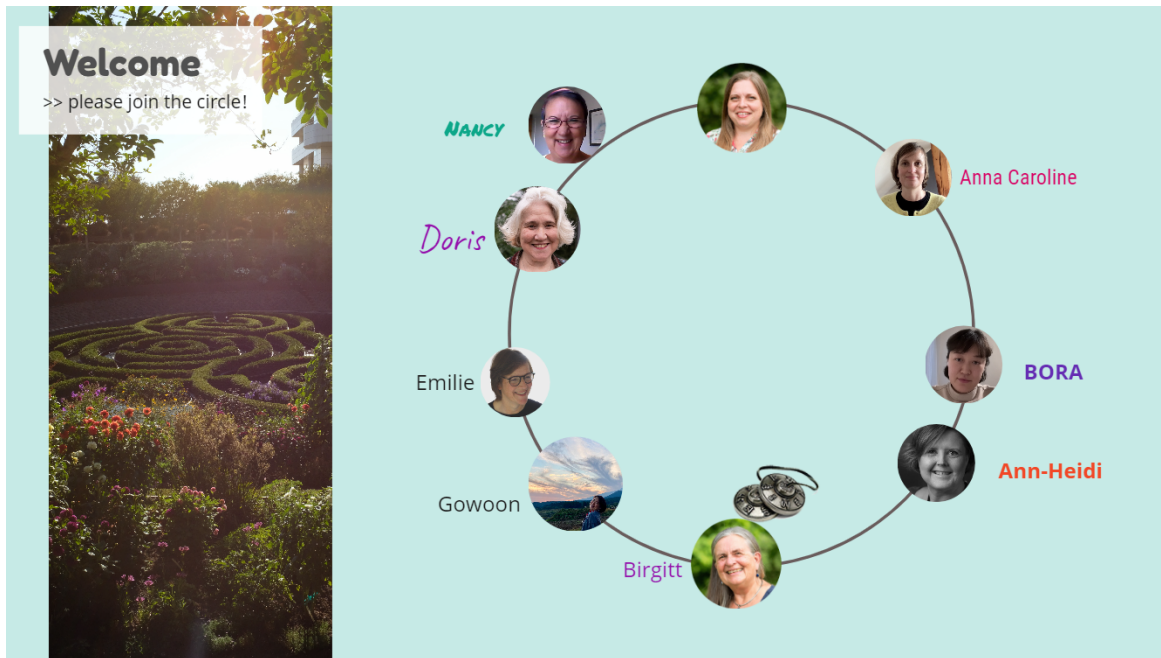 Welcome
>> please join the circle!
Nancy
Anna Caroline
Doris
BORA
Emilie
Ann-Heidi
Gowoon
Birgitt